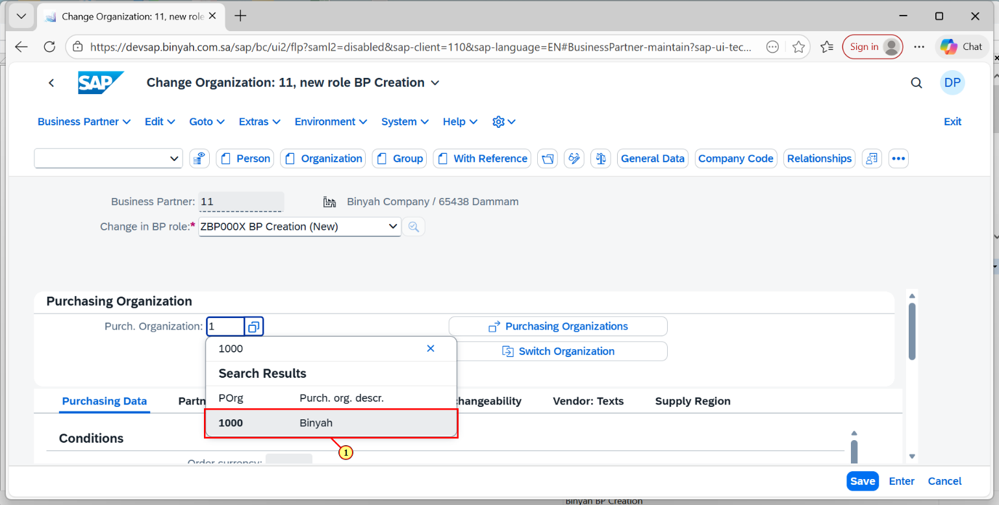 Change Organization: 11, new role
https://devsap.binyah.com.sa/sap/bc/ui2/flp?saml2=disabled&sap-client=110&sap-language=EN#BusinessPartner-maintain?sap-ui-tec...
Sign in
Chat
SAP
Change Organization: 11, new role BP Creation
DP
Business Partner Edit Goto Extras Environment System Help Exit
Person Organization Group With Reference General Data Company Code Relationships
Business Partner: 11 Binyah Company / 65438 Dammam
Change in BP role:* ZBP000X BP Creation (New)
Purchasing Organization
Purch. Organization: 1 Purchasing Organizations
1000 Switch Organization
Search Results
POrg Purch. org. descr.
Purchasing Data Partn changeability Vendor: Texts Supply Region
1000 Binyah
Conditions
1
Order currency:
Save Enter Cancel
Binyah BP Creation